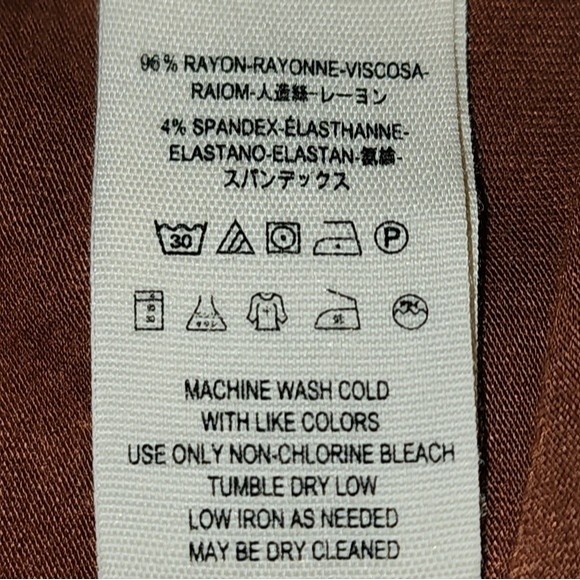 96% RAYON-RAYONNE-VISCOSA-
RAIOM-人造絲-レーヨン
4% SPANDEX-ÉLASTHANNE-
ELASTANO-ELASTAN-氨綸-
スパンデックス
30 P
MACHINE WASH COLD
WITH LIKE COLORS
USE ONLY NON-CHLORINE BLEACH
TUMBLE DRY LOW
LOW IRON AS NEEDED
MAY BE DRY CLEANED